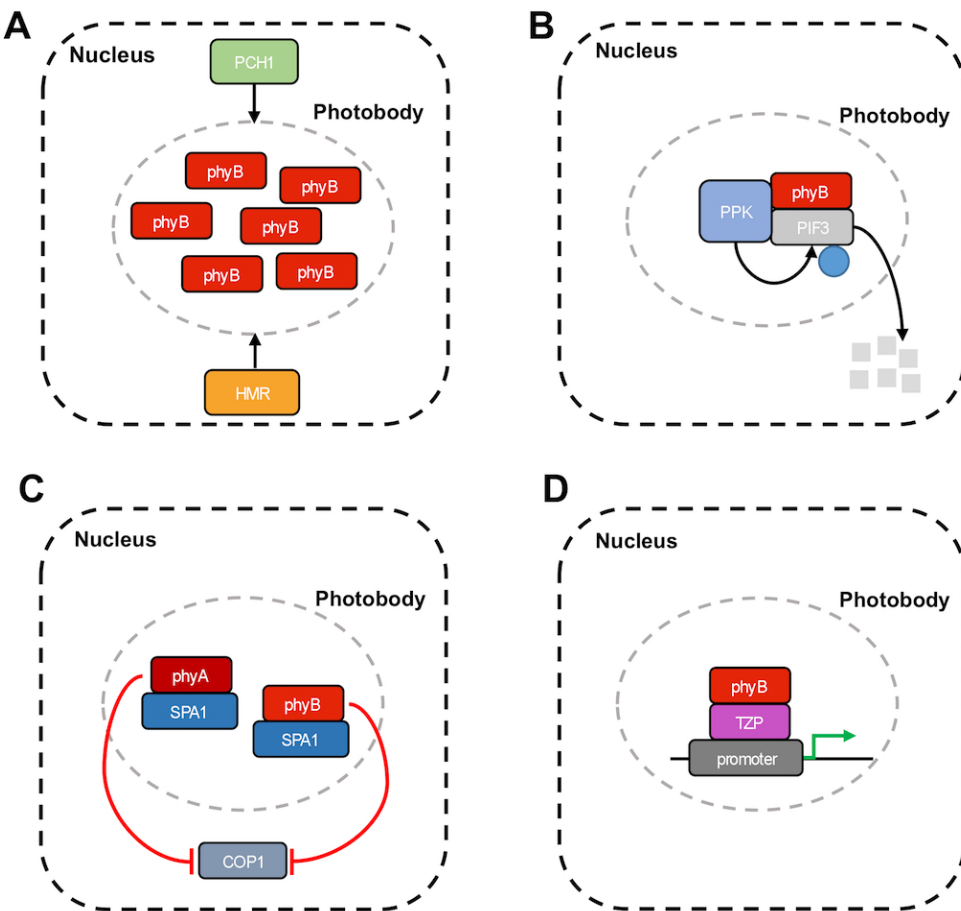 A
Nucleus
PCH1
Photobody
phyB
phyB
phyB
phyB
phyB
phyB
HMR
B
Nucleus
Photobody
phyB
PPK
PIF3
C
Nucleus
Photobody
phyA
SPA1
phyB
SPA1
COP1
D
Nucleus
Photobody
phyB
TZP
promoter